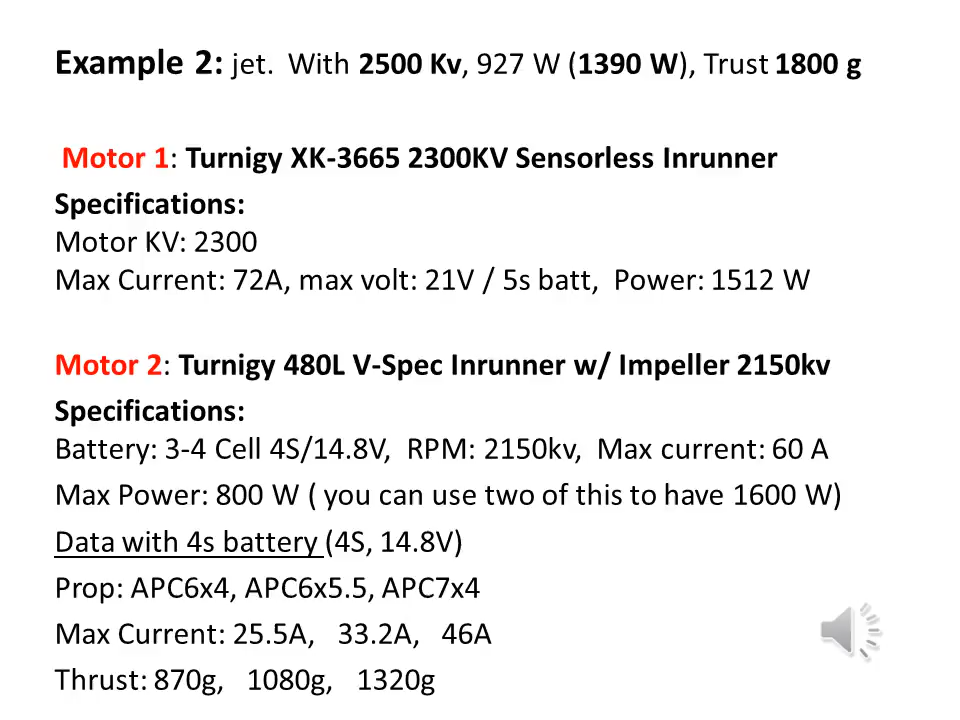 Example 2: jet. With 2500 Kv, 927 W (1390 W), Trust 1800 g
Motor 1: Turnigy XK-3665 2300KV Sensorless Inrunner
Specifications:
Motor KV: 2300
Max Current: 72A, max volt: 21V / 5s batt, Power: 1512 W
Motor 2: Turnigy 480L V-Spec Inrunner w/ Impeller 2150kv
Specifications:
Battery: 3-4 Cell 4S/14.8V, RPM: 2150kv, Max current: 60 A
Max Power: 800 W ( you can use two of this to have 1600 W)
Data with 4s battery (4S, 14.8V)
Prop: APC6x4, APC6x5.5, APC7x4
Max Current: 25.5A, 33.2A, 46A
Thrust: 870g, 1080g, 1320g